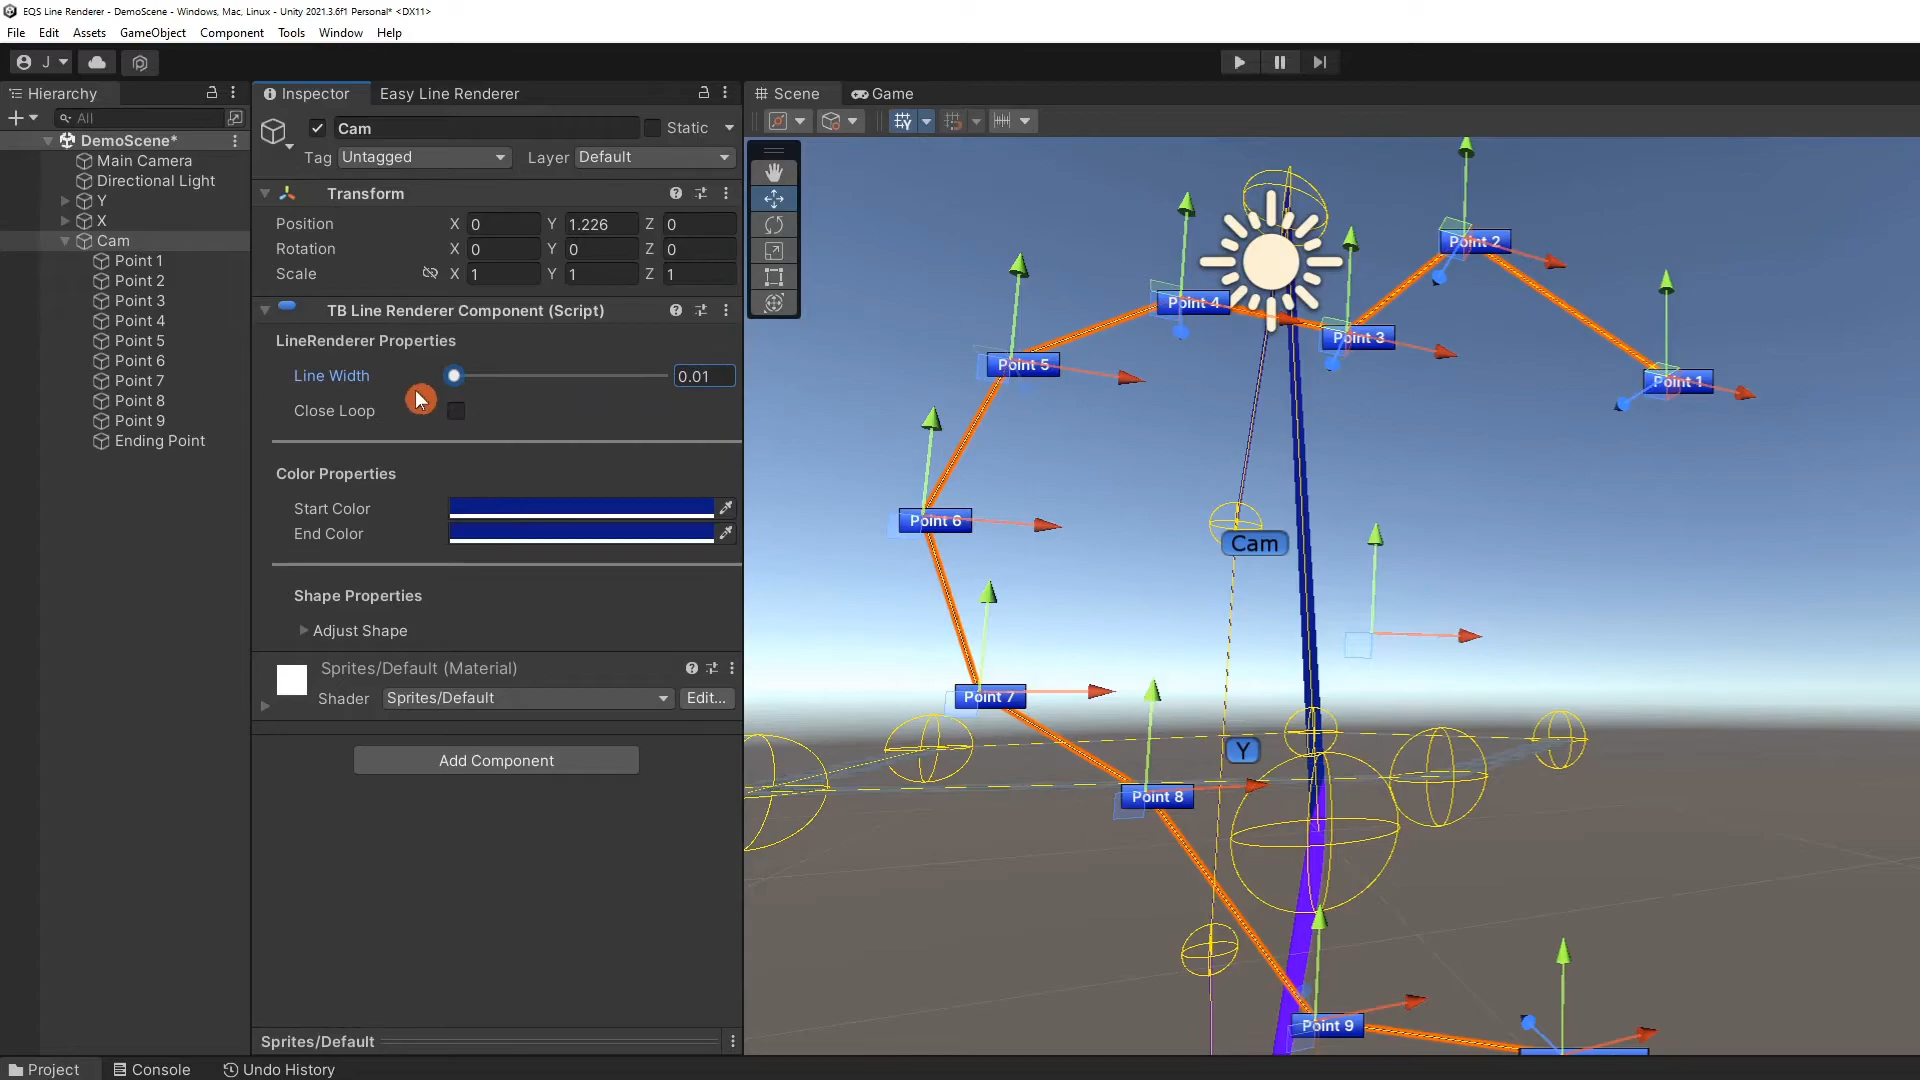 EQS Line Renderer - DemoScene - Windows, Mac, Linux - Unity 2021.3.6f1 Personal* <DX11>
File Edit Assets GameObject Component Tools Window Help
J
Hierarchy
All
DemoScene*
Main Camera
Directional Light
Y
X
Cam
Point 1
Point 2
Point 3
Point 4
Point 5
Point 6
Point 7
Point 8
Point 9
Ending Point
Inspector Easy Line Renderer
Cam Static
Tag Untagged Layer Default
Transform
Position X 0 Y 1.226 Z 0
Rotation X 0 Y 0 Z 0
Scale X 1 Y 1 Z 1
TB Line Renderer Component (Script)
LineRenderer Properties
Line Width 0.01
Close Loop
Color Properties
Start Color
End Color
Shape Properties
Adjust Shape
Sprites/Default (Material)
Shader Sprites/Default Edit...
Add Component
Sprites/Default
Scene Game
Point 2
Point 4
Point 3
Point 5
Point 1
Point 6
Cam
Point 7
Y
Point 8
Point 9
Project Console Undo History